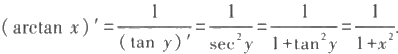 (arctan x)′ = 1/(tan y)′ = 1/sec²y = 1/(1+tan²y) = 1/(1+x²).